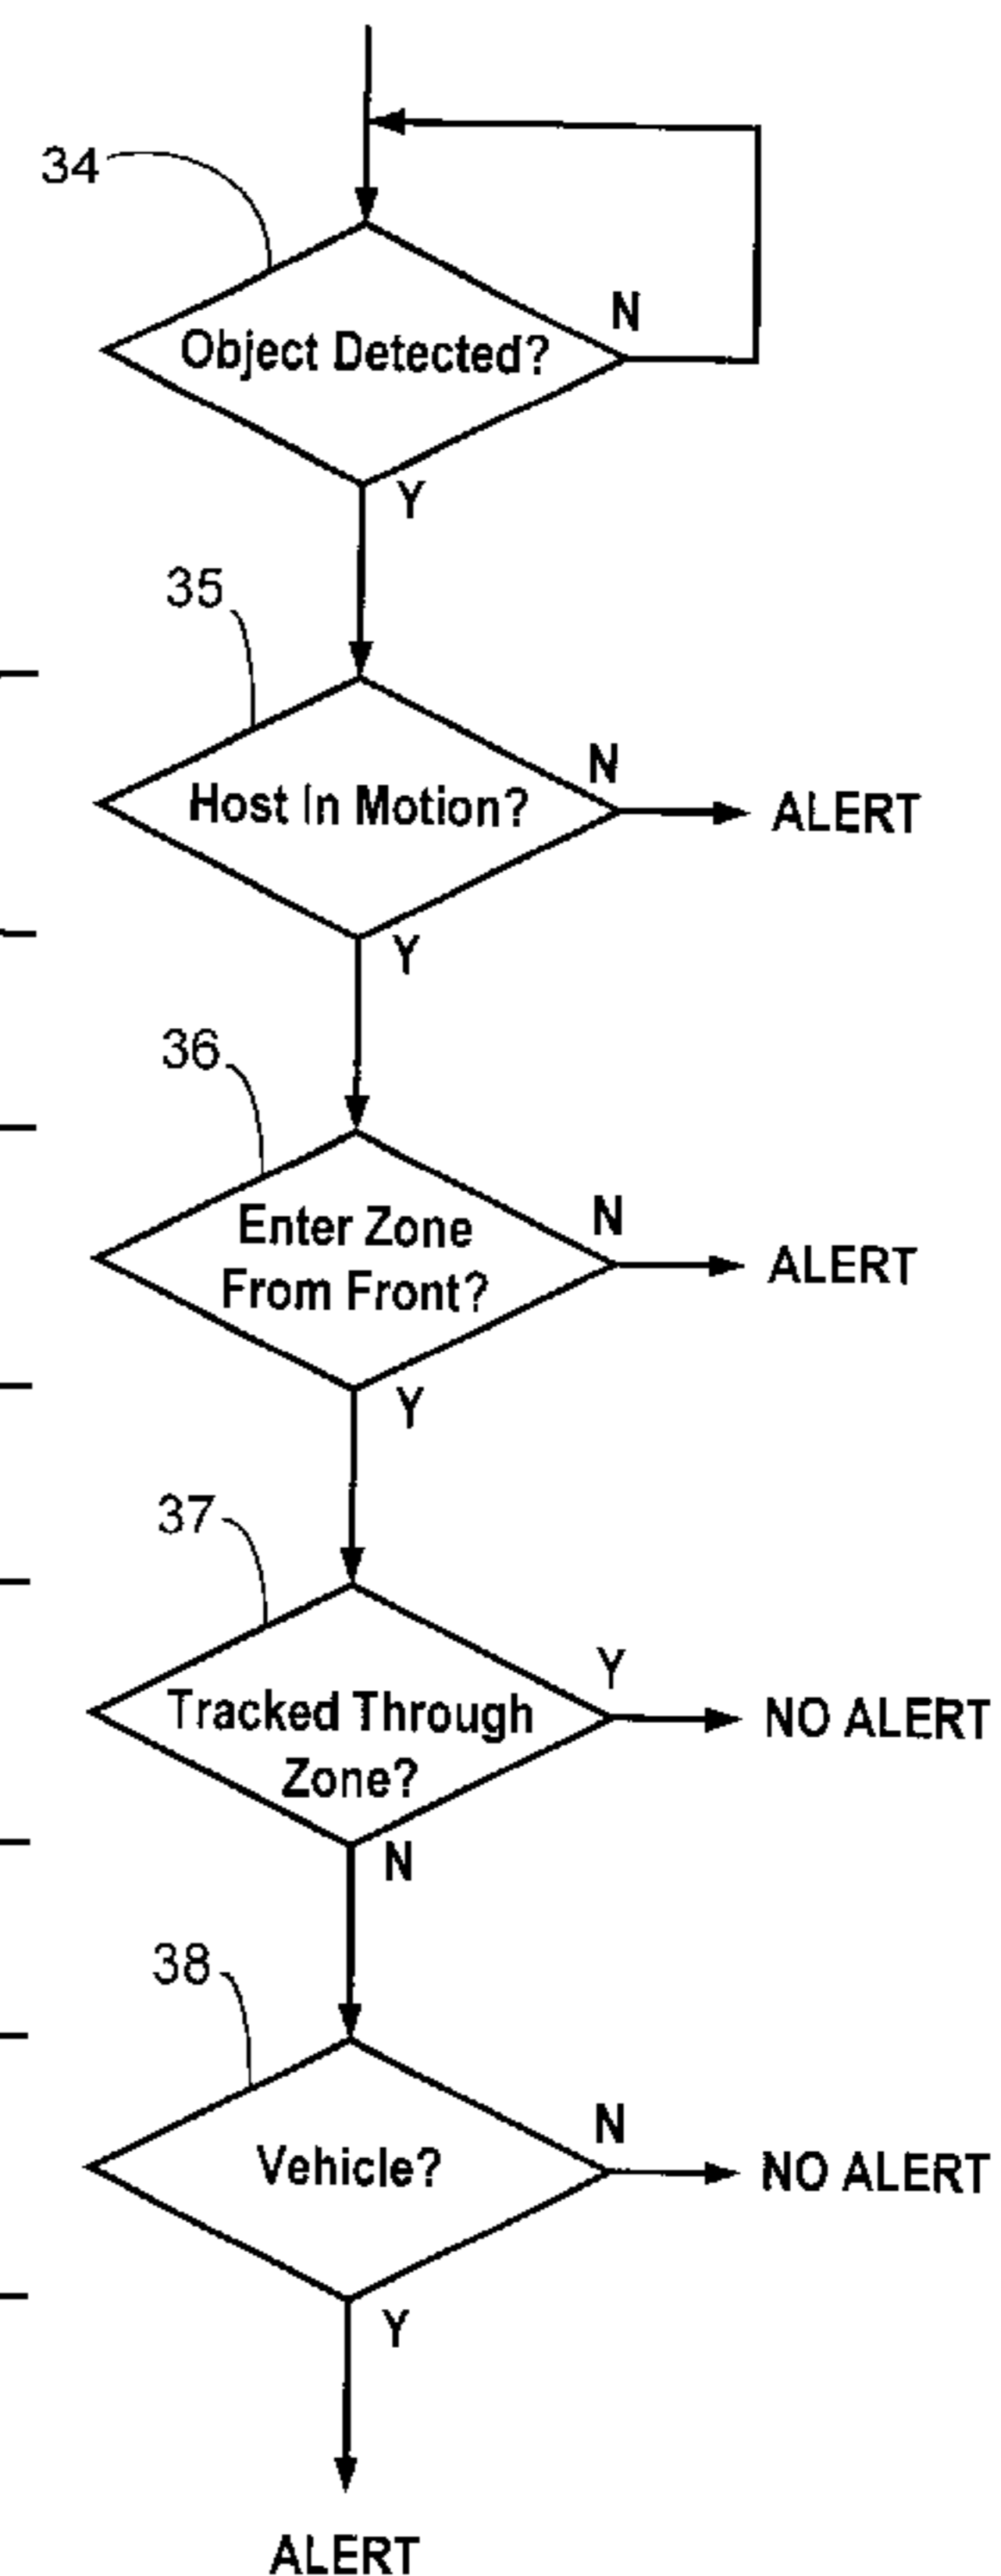 34
N
Object Detected?
Y
35
N
Host In Motion?
ALERT
Y
36
N
Enter Zone
From Front?
ALERT
Y
37
Y
Tracked Through
Zone?
NO ALERT
N
38
N
Vehicle?
NO ALERT
Y
ALERT